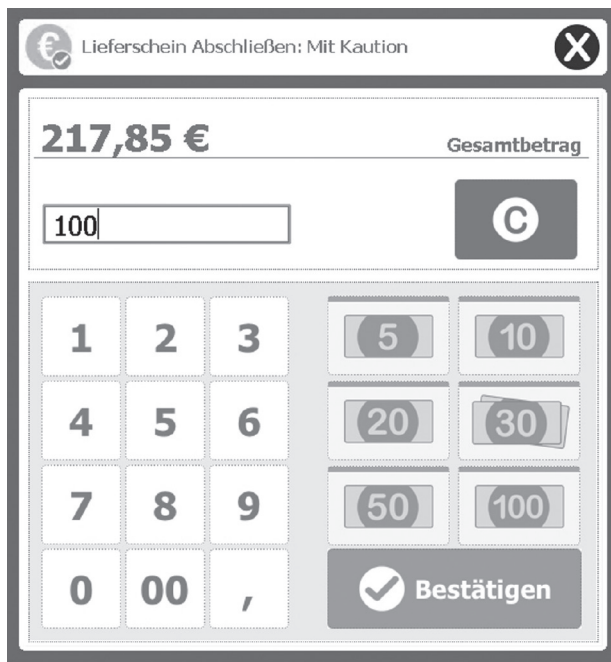 € Lieferschein Abschließen: Mit Kaution X
217,85 € Gesamtbetrag
100 C
1 2 3 5 10
4 5 6 20 30
7 8 9 50 100
0 00 , Bestätigen